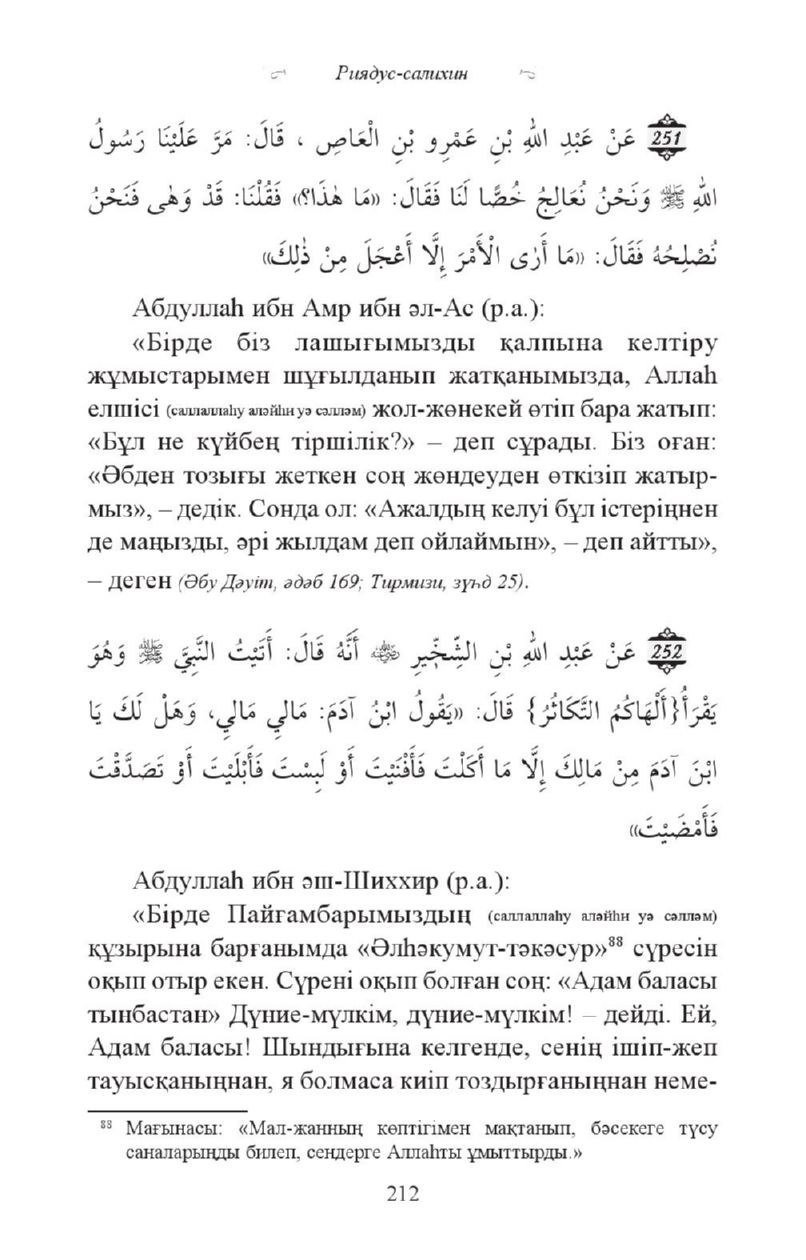 Риядус-салихин
251 عَنْ عَبْدِ اللهِ بْنِ عَمْرِو بْنِ الْعَاصِ ، قَالَ: مَرَّ عَلَيْنَا رَسُولُ
اللهِ ﷺ وَنَحْنُ نُعَالِجُ خُصًّا لَنَا فَقَالَ: «مَا هٰذَا؟» فَقُلْنَا: قَدْ وَهٰى فَنَحْنُ
نُصْلِحُهُ فَقَالَ: «مَا أَرٰى الْأَمْرَ إِلَّا أَعْجَلَ مِنْ ذٰلِكَ»
Абдуллаһ ибн Амр ибн әл-Ас (р.а.):
«Бірде біз лашығымызды қалпына келтіру
жұмыстарымен шұғылданып жатқанымызда, Аллаһ
елшісі (саллаллаһу аләйһи уә сәлләм) жол-жөнекей өтіп бара жатып:
«Бұл не күйбең тіршілік?» – деп сұрады. Біз оған:
«Әбден тозығы жеткен соң жөндеуден өткізіп жатыр-
мыз», – дедік. Сонда ол: «Ажалдың келуі бұл істеріңнен
де маңызды, әрі жылдам деп ойлаймын», – деп айтты»,
– деген (Әбу Дәуіт, әдәб 169; Тирмизи, зүһд 25).
252 عَنْ عَبْدِ اللهِ بْنِ الشِّخِّيرِ ﷺ أَنَّهُ قَالَ: أَتَيْتُ النَّبِيَّ ﷺ وَهُوَ
يَقْرَأُ{أَلْهَاكُمُ التَّكَاثُرُ} قَالَ: «يَقُولُ ابْنُ آدَمَ: مَالِي مَالِي، وَهَلْ لَكَ يَا
ابْنَ آدَمَ مِنْ مَالِكَ إِلَّا مَا أَكَلْتَ فَأَفْنَيْتَ أَوْ لَبِسْتَ فَأَبْلَيْتَ أَوْ تَصَدَّقْتَ
فَأَمْضَيْتَ»
Абдуллаһ ибн әш-Шиххир (р.а.):
«Бірде Пайғамбарымыздың (саллаллаһу аләйһи уә сәлләм)
құзырына барғанымда «Әлһәкумут-тәкәсур»⁸⁸ сүресін
оқып отыр екен. Сүрені оқып болған соң: «Адам баласы
тынбастан» Дүние-мүлкім, дүние-мүлкім! – дейді. Ей,
Адам баласы! Шындығына келгенде, сенің ішіп-жеп
тауысқаныңнан, я болмаса киіп тоздырғаныңнан неме-
⁸⁸ Мағынасы: «Мал-жанның көптігімен мақтанып, бәсекеге түсу
саналарыңды билеп, сендерге Аллаһты ұмыттырды.»
212